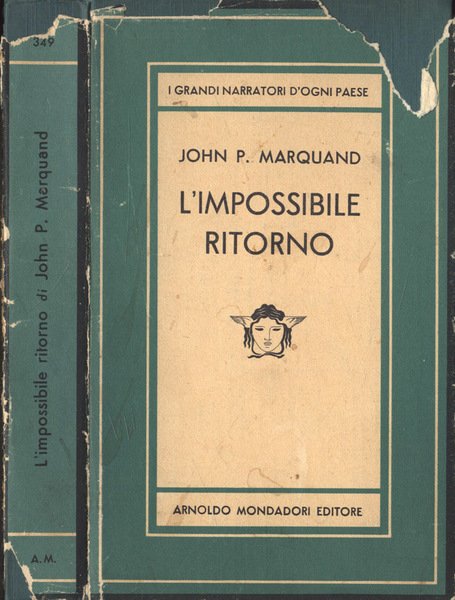 349
L'impossibile ritorno di John P. Marquand
A. M.
I GRANDI NARRATORI D'OGNI PAESE
JOHN P. MARQUAND
L'IMPOSSIBILE
RITORNO
ARNOLDO MONDADORI EDITORE